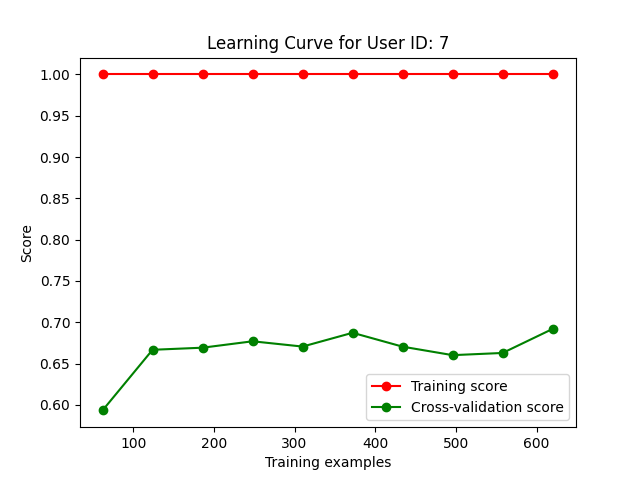 Learning Curve for User ID: 7
1.00
0.95
0.90
0.85
0.80
0.75
0.70
0.65
0.60
Score
Training score
Cross-validation score
100 200 300 400 500 600
Training examples